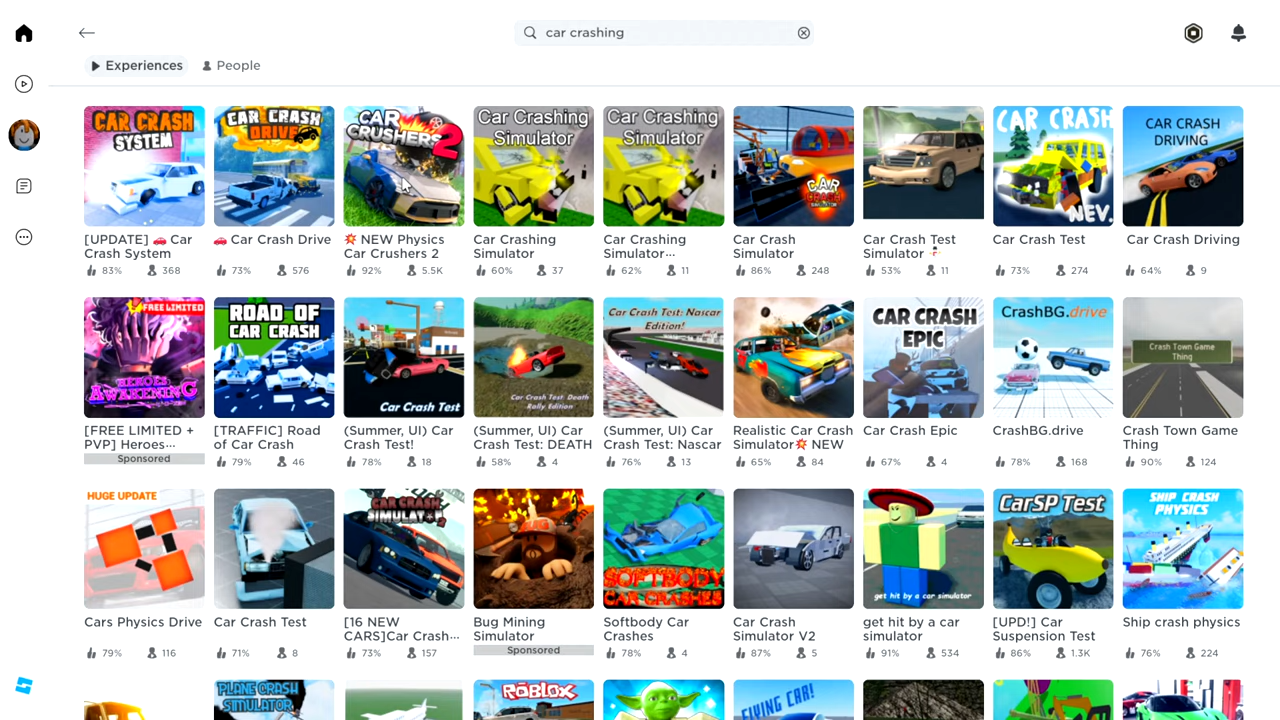 car crashing
Experiences
People
CAR CRASH
SYSTEM
CAR CRASH
DRIVE
CAR
CRUSHERS 2
Car Crashing
Simulator
Car Crashing
Simulator
CAR
CRASH
SIMULATOR
CAR CRASH
NEV.
CAR CRASH
DRIVING
[UPDATE] 🚗 Car
Crash System
🚗 Car Crash Drive
💥 NEW Physics
Car Crushers 2
Car Crashing
Simulator
Car Crashing
Simulator...
Car Crash
Simulator
Car Crash Test
Simulator ⛄
Car Crash Test
Car Crash Driving
83% 368
73% 576
92% 5.5K
60% 37
62% 11
86% 248
53% 11
73% 274
64% 9
FREE LIMITED
HEROES
AWAKENING
ROAD OF
CAR CRASH
Car Crash Test
Car Crash Test: Death
Rally Edition
Car Crash Test: Nascar
Edition!
CAR CRASH
EPIC
CrashBG.drive
Crash Town Game
Thing
[FREE LIMITED +
PVP] Heroes...
Sponsored
[TRAFFIC] Road
of Car Crash
(Summer, UI) Car
Crash Test!
(Summer, UI) Car
Crash Test: DEATH
(Summer, UI) Car
Crash Test: Nascar
Realistic Car Crash
Simulator💥 NEW
Car Crash Epic
CrashBG.drive
Crash Town Game
Thing
79% 46
78% 18
58% 4
76% 13
65% 84
67% 4
78% 168
90% 124
HUGE UPDATE
CAR CRASH
SIMULATOR
SOFTBODY
CAR CRASHES
get hit by a car simulator
CarSP Test
SHIP CRASH
PHYSICS
Cars Physics Drive
Car Crash Test
[16 NEW
CARS]Car Crash...
Bug Mining
Simulator
Sponsored
Softbody Car
Crashes
Car Crash
Simulator V2
get hit by a car
simulator
[UPD!] Car
Suspension Test
Ship crash physics
79% 116
71% 8
73% 157
78% 4
87% 5
91% 534
86% 1.3K
76% 224
PLANE CRASH
SIMULATOR
ROBLOX
FLYING CAR!